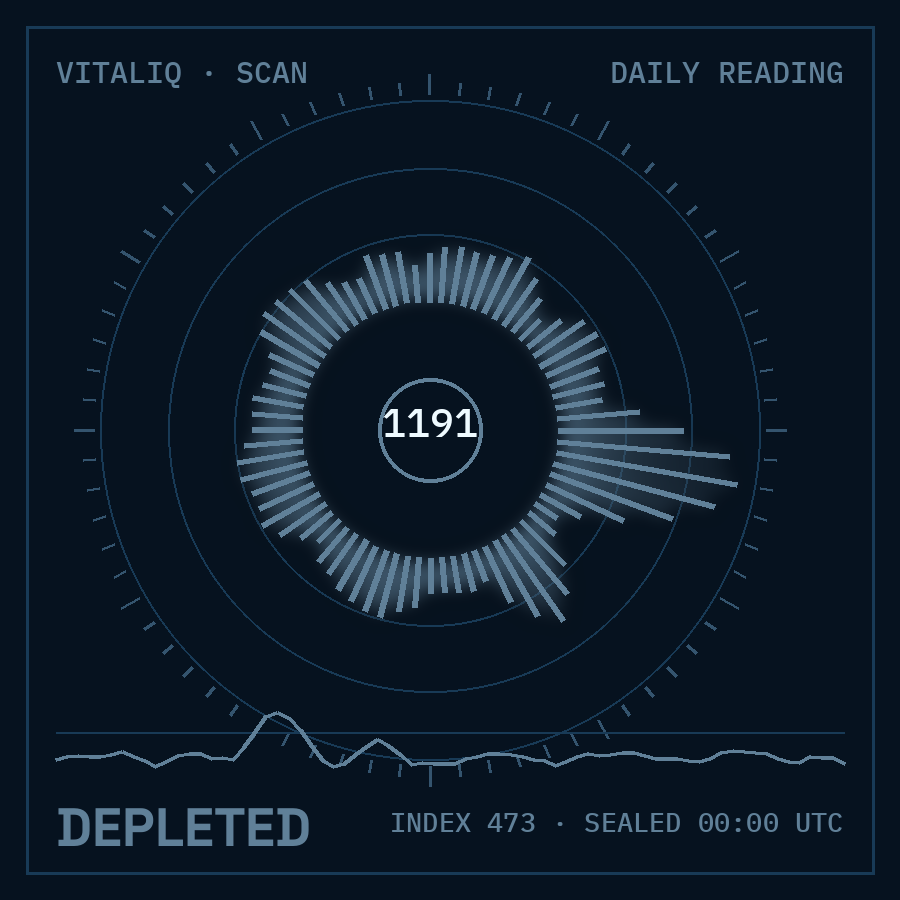 VITALIQ · SCAN
DAILY READING
1191
DEPLETED
INDEX 473 · SEALED 00:00 UTC